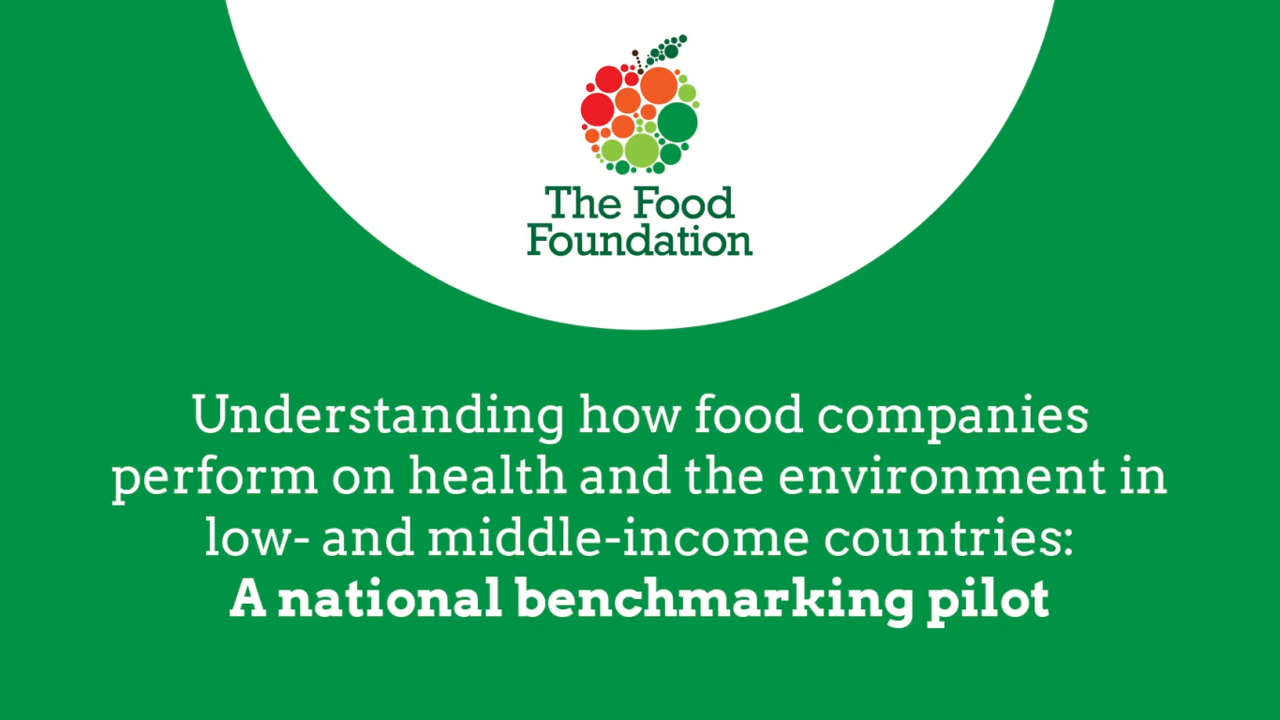 The Food
Foundation
Understanding how food companies
perform on health and the environment in
low- and middle-income countries:
A national benchmarking pilot